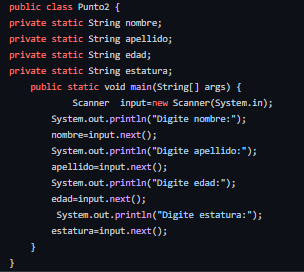 public class Punto2 {
private static String nombre;
private static String apellido;
private static String edad;
private static String estatura;
public static void main(String[] args) {
Scanner input=new Scanner(System.in);
System.out.println("Digite nombre:");
nombre=input.next();
System.out.println("Digite apellido:");
apellido=input.next();
System.out.println("Digite edad:");
edad=input.next();
System.out.println("Digite estatura:");
estatura=input.next();
}
}